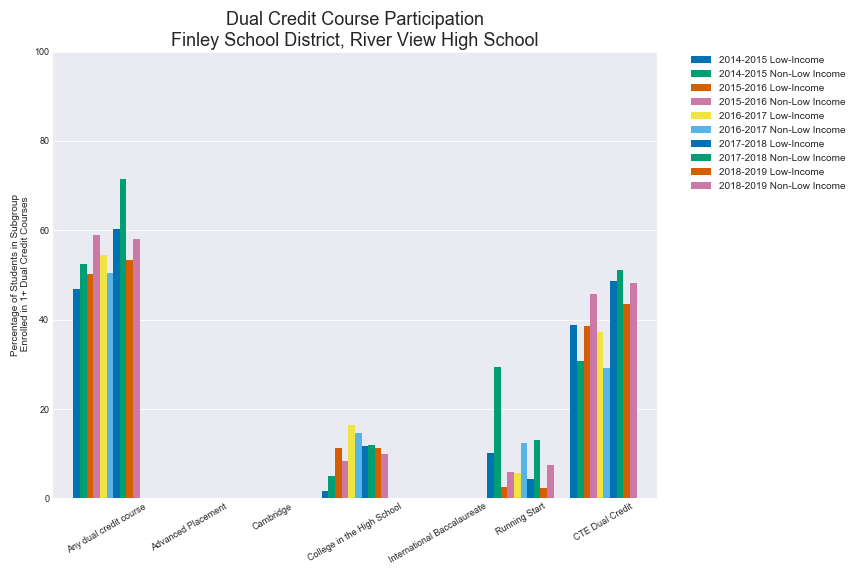 Dual Credit Course Participation
Finley School District, River View High School
Percentage of Students in Subgroup
Enrolled in 1+ Dual Credit Courses
100
80
60
40
20
0
Any dual credit course
Advanced Placement
Cambridge
College in the High School
International Baccalaureate
Running Start
CTE Dual Credit
2014-2015 Low-Income
2014-2015 Non-Low Income
2015-2016 Low-Income
2015-2016 Non-Low Income
2016-2017 Low-Income
2016-2017 Non-Low Income
2017-2018 Low-Income
2017-2018 Non-Low Income
2018-2019 Low-Income
2018-2019 Non-Low Income